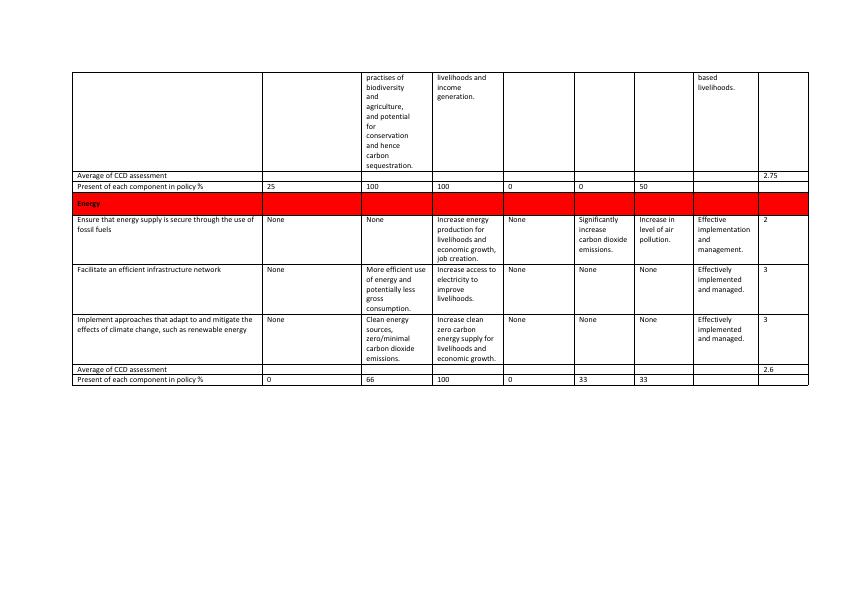 practises of
biodiversity
and
agriculture,
and potential
for
conservation
and hence
carbon
sequestration.
livelihoods and
income
generation.
based
livelihoods.
Average of CCD assessment
2.75
Present of each component in policy %
25
100
100
0
0
50
Energy
Ensure that energy supply is secure through the use of
fossil fuels
None
None
Increase energy
production for
livelihoods and
economic growth,
job creation.
None
Significantly
increase
carbon dioxide
emissions.
Increase in
level of air
pollution.
Effective
implementation
and
management.
2
Facilitate an efficient infrastructure network
None
More efficient use
of energy and
potentially less
gross
consumption.
Increase access to
electricity to
improve
livelihoods.
None
None
None
Effectively
implemented
and managed.
3
Implement approaches that adapt to and mitigate the
effects of climate change, such as renewable energy
None
Clean energy
sources,
zero/minimal
carbon dioxide
emissions.
Increase clean
zero carbon
energy supply for
livelihoods and
economic growth.
None
None
None
Effectively
implemented
and managed.
3
Average of CCD assessment
2.6
Present of each component in policy %
0
66
100
0
33
33